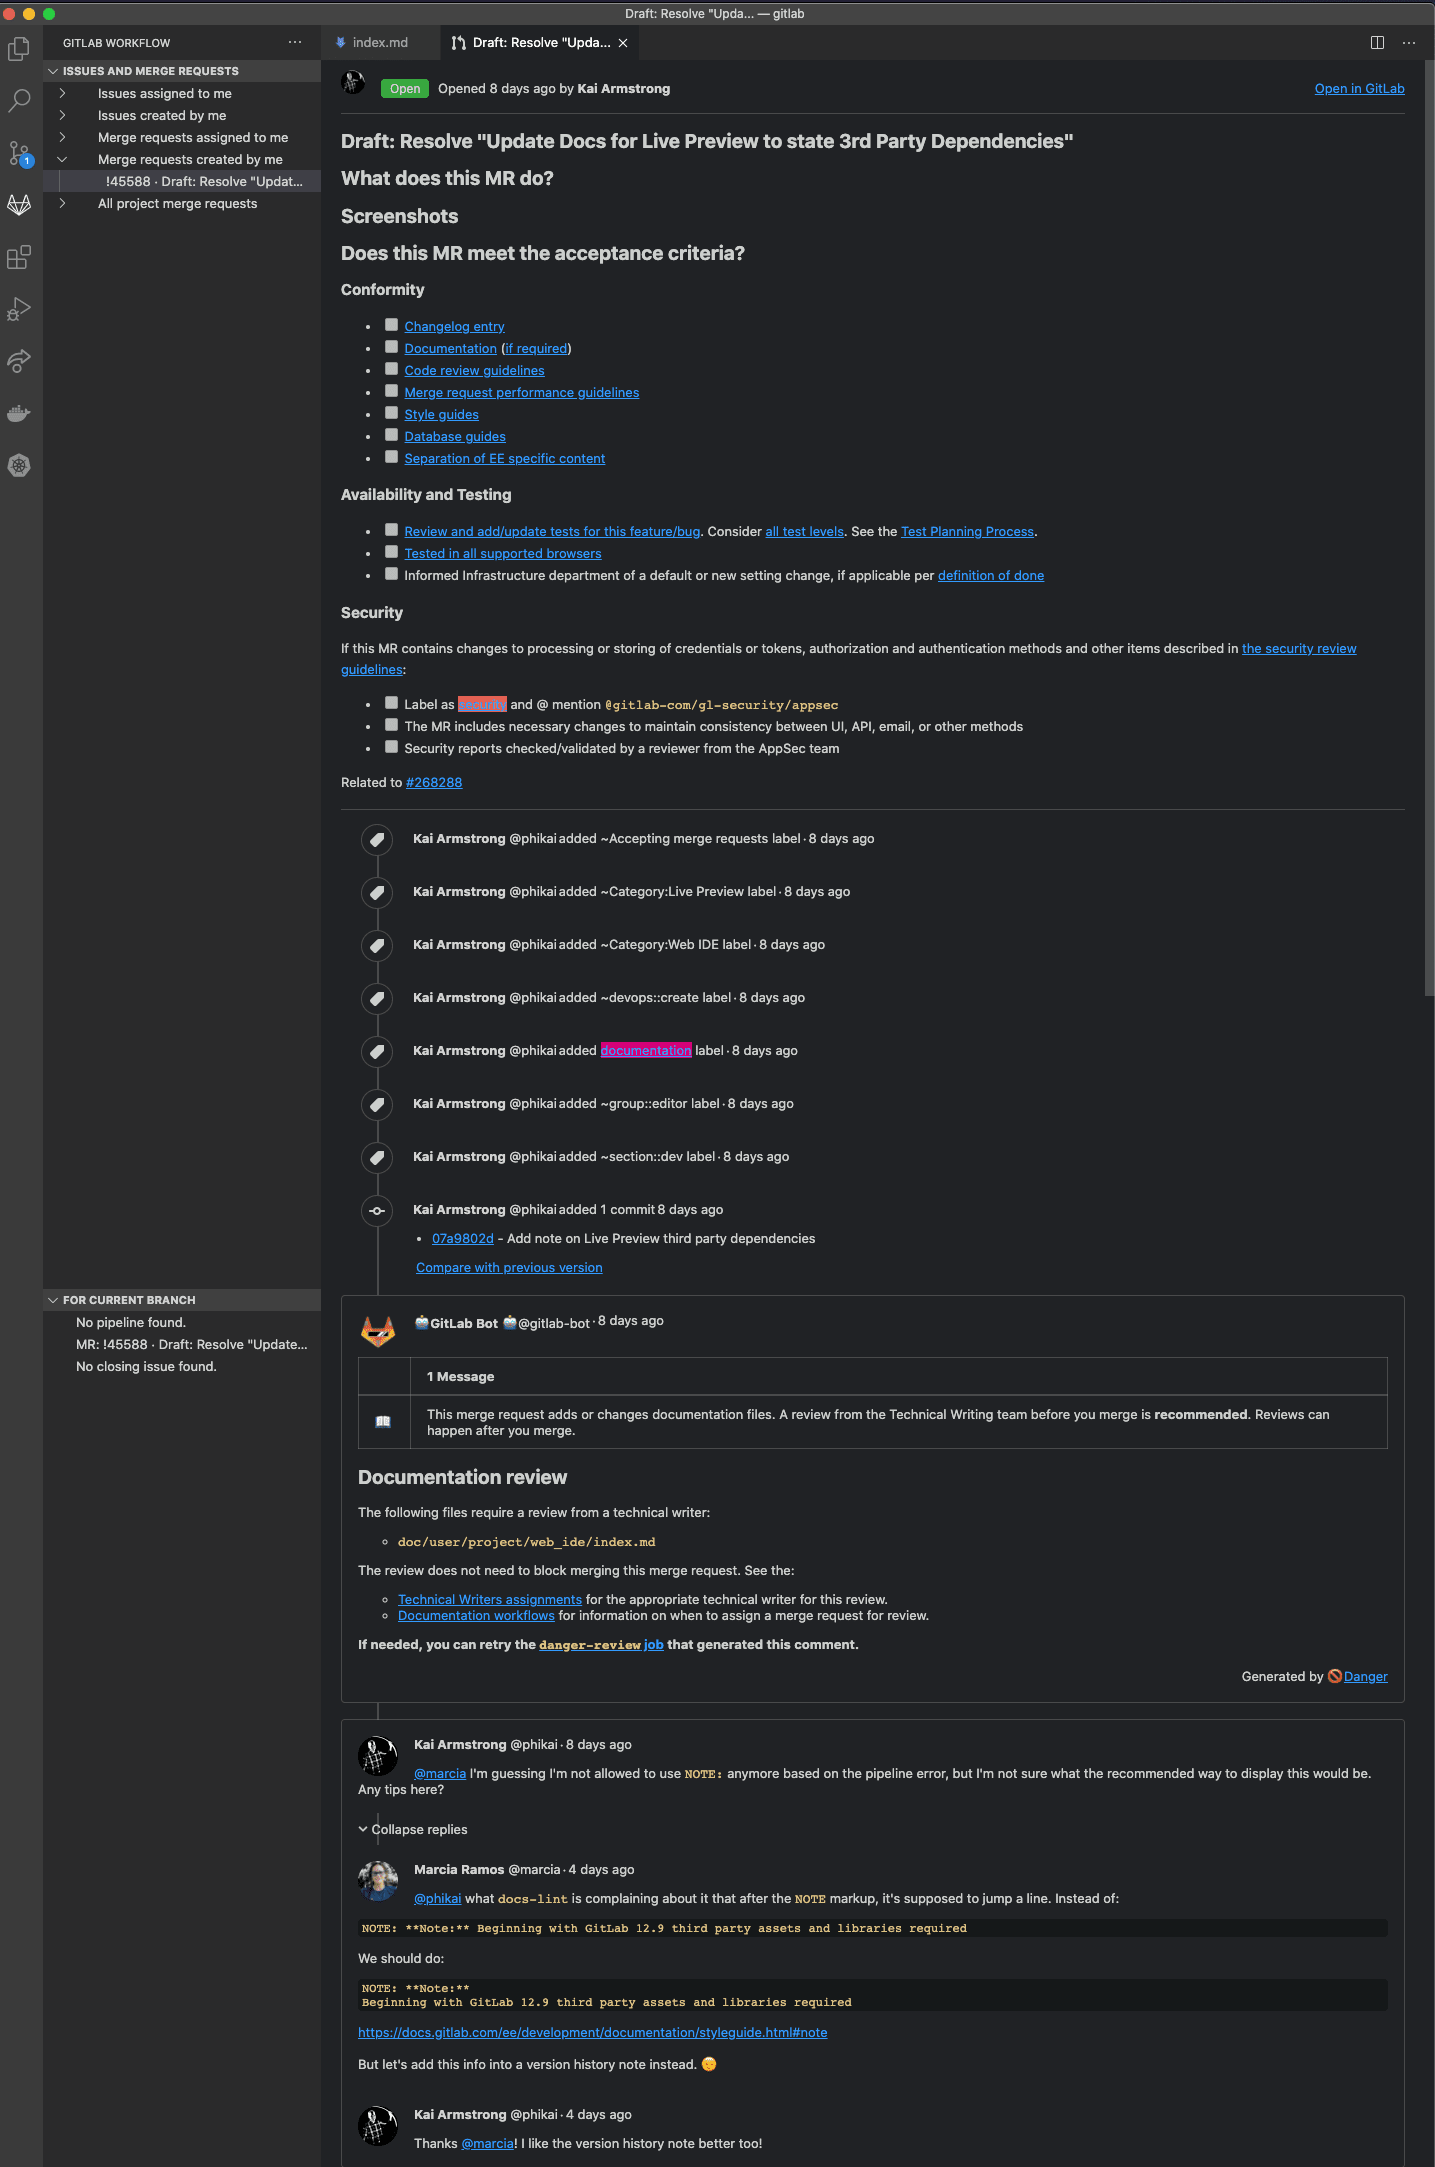 Draft: Resolve "Upda... — gitlab
GITLAB WORKFLOW
ISSUES AND MERGE REQUESTS
Issues assigned to me
Issues created by me
Merge requests assigned to me
Merge requests created by me
!45588 · Draft: Resolve "Updat...
All project merge requests
1
FOR CURRENT BRANCH
No pipeline found.
MR: !45588 · Draft: Resolve "Update...
No closing issue found.
index.md
Draft: Resolve "Upda...
Open Opened 8 days ago by Kai Armstrong
Open in GitLab
Draft: Resolve "Update Docs for Live Preview to state 3rd Party Dependencies"
What does this MR do?
Screenshots
Does this MR meet the acceptance criteria?
Conformity
Changelog entry
Documentation (if required)
Code review guidelines
Merge request performance guidelines
Style guides
Database guides
Separation of EE specific content
Availability and Testing
Review and add/update tests for this feature/bug. Consider all test levels. See the Test Planning Process.
Tested in all supported browsers
Informed Infrastructure department of a default or new setting change, if applicable per definition of done
Security
If this MR contains changes to processing or storing of credentials or tokens, authorization and authentication methods and other items described in the security review
guidelines:
Label as security and @ mention @gitlab-com/gl-security/appsec
The MR includes necessary changes to maintain consistency between UI, API, email, or other methods
Security reports checked/validated by a reviewer from the AppSec team
Related to #268288
Kai Armstrong @phikai added ~Accepting merge requests label · 8 days ago
Kai Armstrong @phikai added ~Category:Live Preview label · 8 days ago
Kai Armstrong @phikai added ~Category:Web IDE label · 8 days ago
Kai Armstrong @phikai added ~devops::create label · 8 days ago
Kai Armstrong @phikai added documentation label · 8 days ago
Kai Armstrong @phikai added ~group::editor label · 8 days ago
Kai Armstrong @phikai added ~section::dev label · 8 days ago
Kai Armstrong @phikai added 1 commit 8 days ago
07a9802d - Add note on Live Preview third party dependencies
Compare with previous version
🤖GitLab Bot 🤖@gitlab-bot · 8 days ago
1 Message
This merge request adds or changes documentation files. A review from the Technical Writing team before you merge is recommended. Reviews can
happen after you merge.
Documentation review
The following files require a review from a technical writer:
doc/user/project/web_ide/index.md
The review does not need to block merging this merge request. See the:
Technical Writers assignments for the appropriate technical writer for this review.
Documentation workflows for information on when to assign a merge request for review.
If needed, you can retry the danger-review job that generated this comment.
Generated by 🚫Danger
Kai Armstrong @phikai · 8 days ago
@marcia I'm guessing I'm not allowed to use NOTE: anymore based on the pipeline error, but I'm not sure what the recommended way to display this would be.
Any tips here?
Collapse replies
Marcia Ramos @marcia · 4 days ago
@phikai what docs-lint is complaining about it that after the NOTE markup, it's supposed to jump a line. Instead of:
NOTE: **Note:** Beginning with GitLab 12.9 third party assets and libraries required
We should do:
NOTE: **Note:**
Beginning with GitLab 12.9 third party assets and libraries required
https://docs.gitlab.com/ee/development/documentation/styleguide.html#note
But let's add this info into a version history note instead.
Kai Armstrong @phikai · 4 days ago
Thanks @marcia! I like the version history note better too!